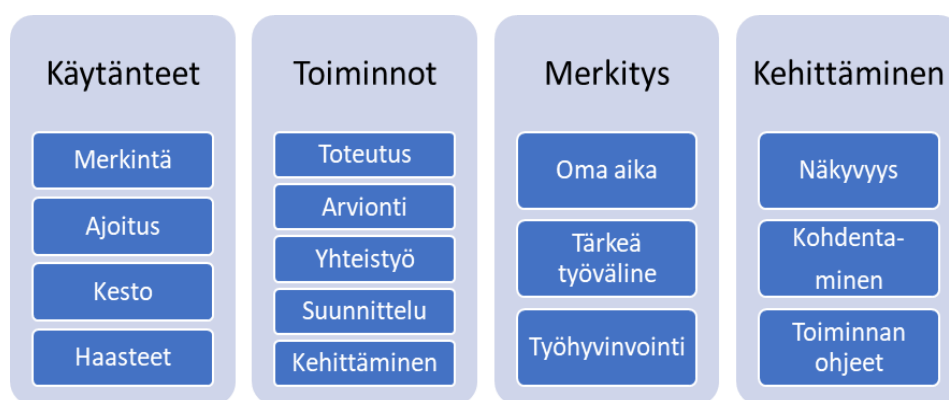 Käytänteet
Merkintä
Ajoitus
Kesto
Haasteet
Toiminnot
Toteutus
Arvionti
Yhteistyö
Suunnittelu
Kehittäminen
Merkitys
Oma aika
Tärkeä
työväline
Työhyvinvointi
Kehittäminen
Näkyvyys
Kohdenta-
minen
Toiminnan
ohjeet